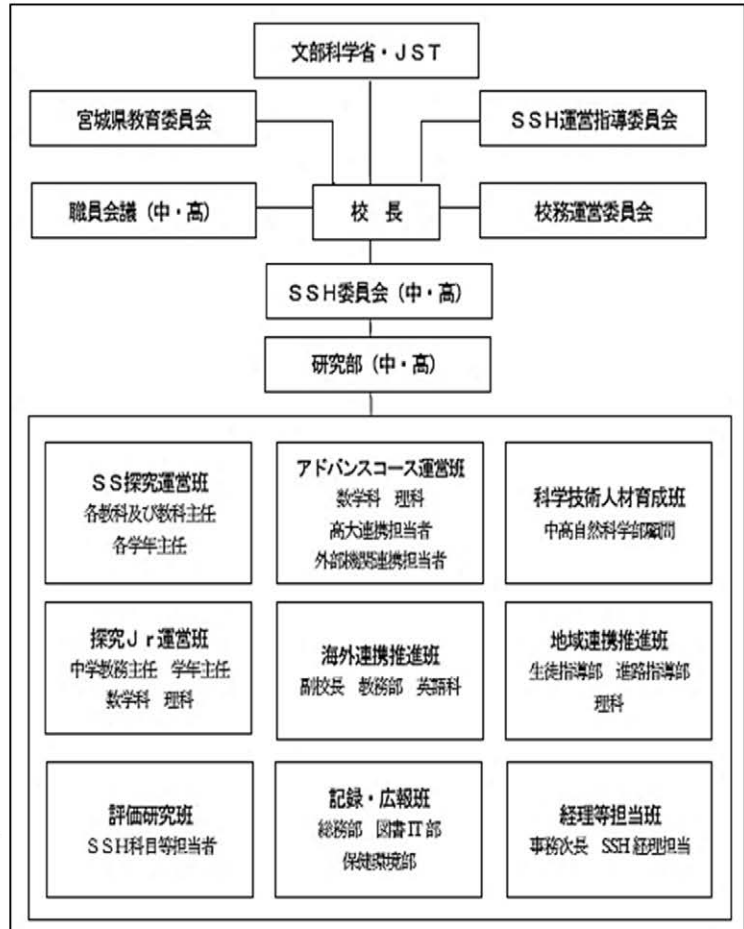 文部科学省・ＪＳＴ
宮城県教育委員会
ＳＳＨ運営指導委員会
職員会議（中・高）
校　長
校務運営委員会
ＳＳＨ委員会（中・高）
研究部（中・高）
ＳＳ探究運営班
各教科及び教科主任
各学年主任
アドバンスコース運営班
数学科　理科
高大連携担当者
外部機関連携担当者
科学技術人材育成班
中高自然科学部顧問
探究Ｊｒ運営班
中学教務主任　学年主任
数学科　理科
海外連携推進班
副校長　教務部　英語科
地域連携推進班
生徒指導部　進路指導部
理科
評価研究班
ＳＳＨ科目等担当者
記録・広報班
総務部　図書IT部
保健環境部
経理等担当班
事務次長　SSH経理担当